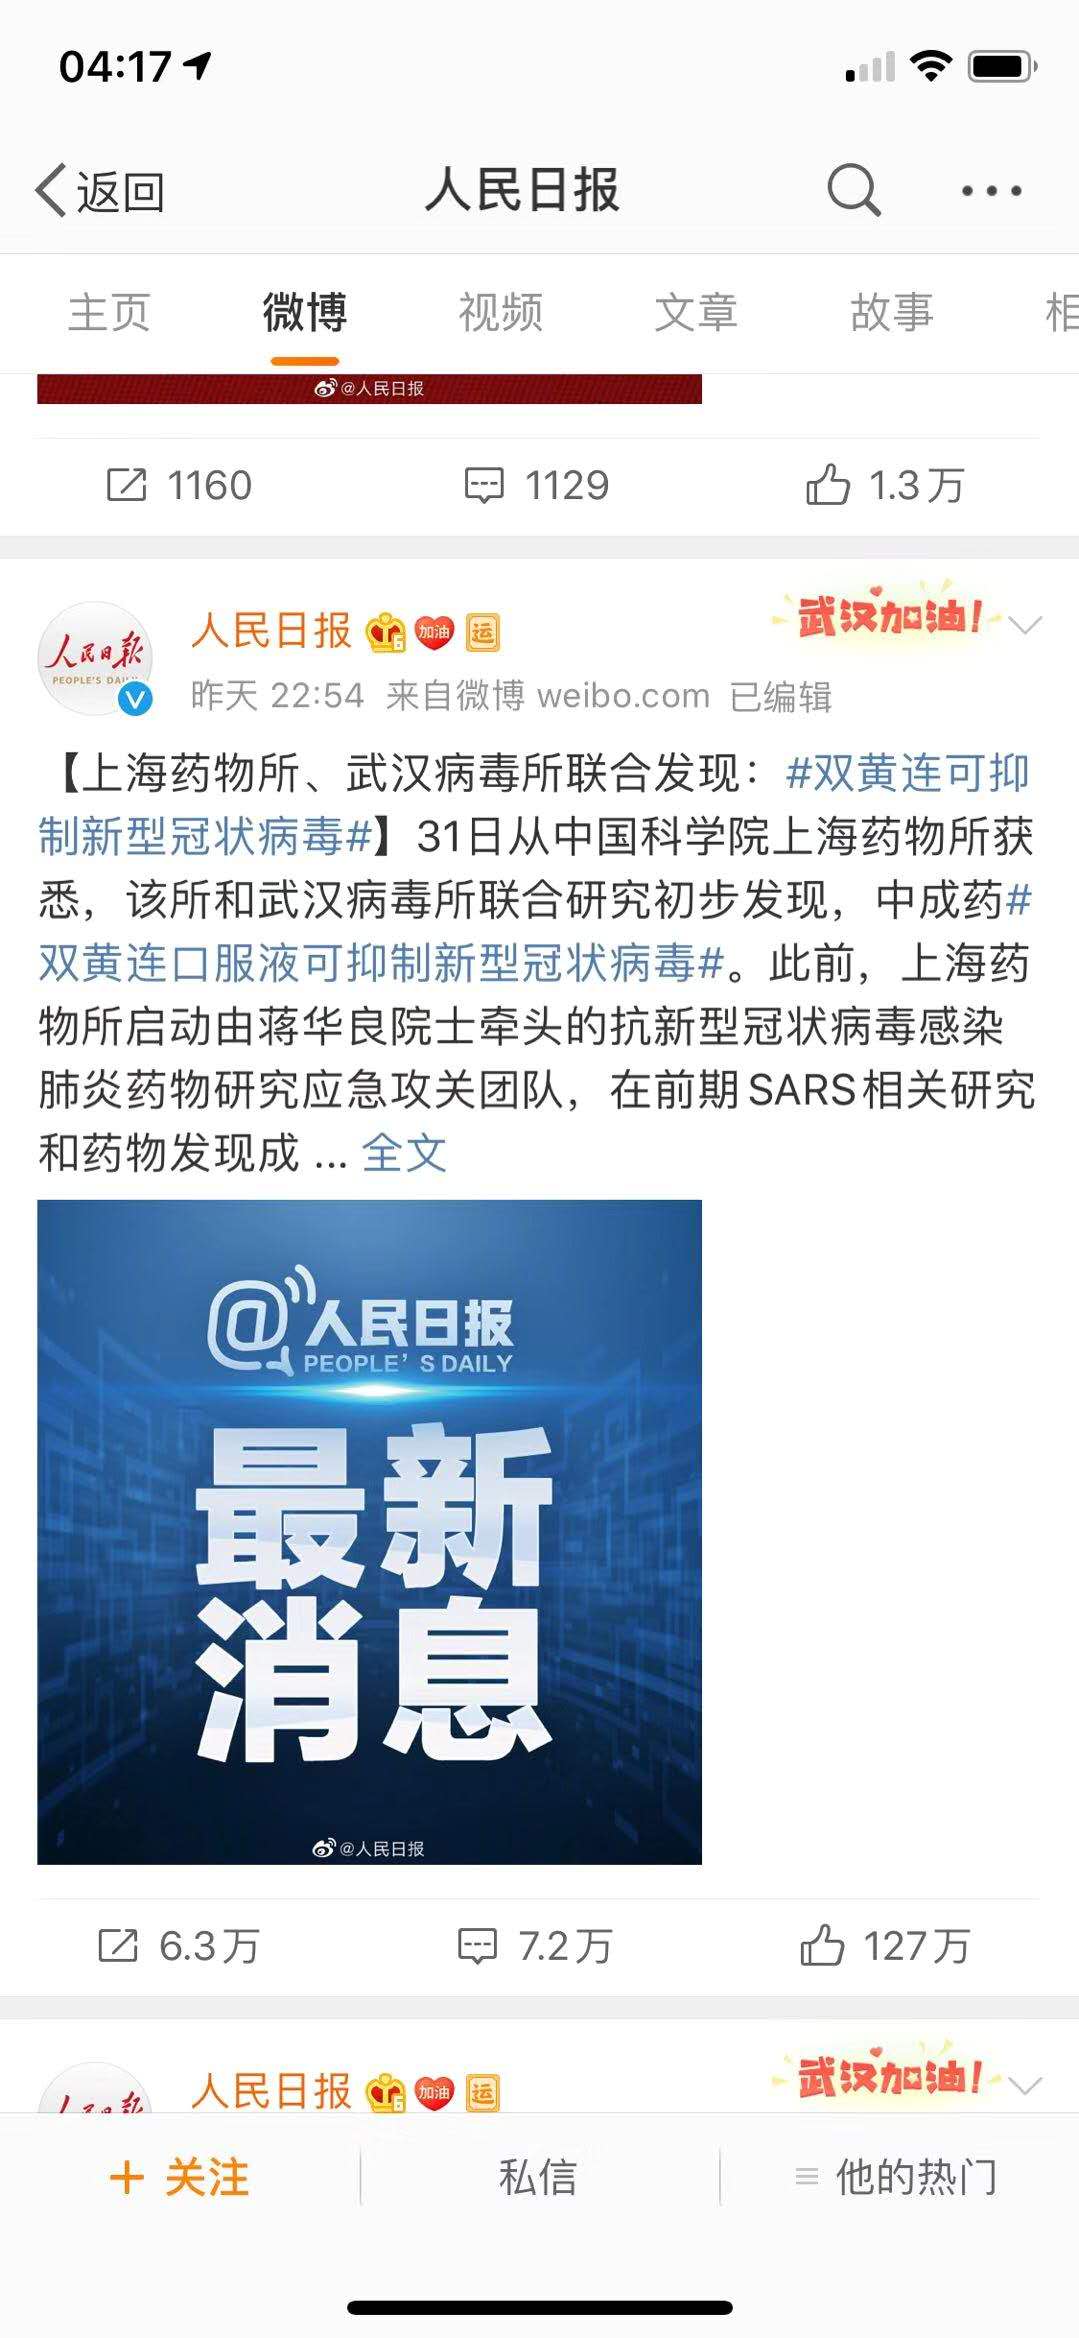 04:17
返回 人民日报
主页 微博 视频 文章 故事 相
@人民日报
1160 1129 1.3万
人民日报 加油 运 武汉加油!
人民日报
PEOPLE'S DAILY
昨天 22:54 来自微博 weibo.com 已编辑
【上海药物所、武汉病毒所联合发现：#双黄连可抑
制新型冠状病毒#】31日从中国科学院上海药物所获
悉，该所和武汉病毒所联合研究初步发现，中成药#
双黄连口服液可抑制新型冠状病毒#。此前，上海药
物所启动由蒋华良院士牵头的抗新型冠状病毒感染
肺炎药物研究应急攻关团队，在前期SARS相关研究
和药物发现成 ... 全文
@人民日报
PEOPLE'S DAILY
最新
消息
@人民日报
6.3万 7.2万 127万
人民日报 加油 运 武汉加油!
+ 关注 私信 他的热门